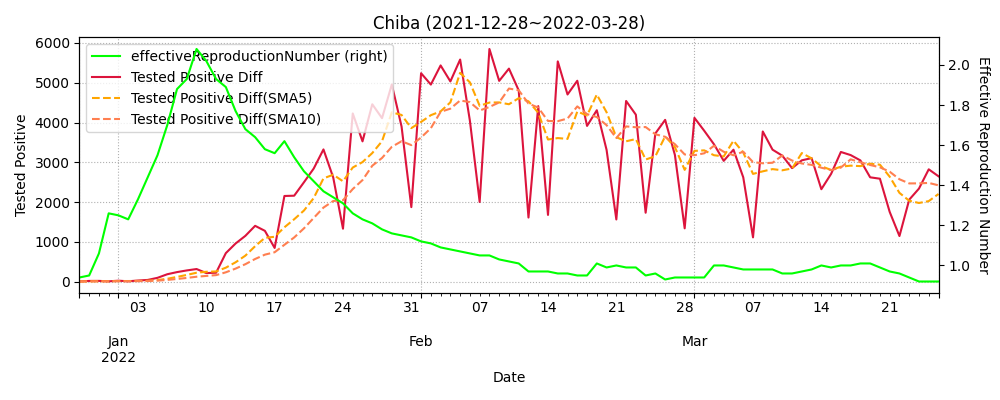 Chiba (2021-12-28~2022-03-28)
effectiveReproductionNumber (right)
Tested Positive Diff
Tested Positive Diff(SMA5)
Tested Positive Diff(SMA10)
Tested Positive
6000
5000
4000
3000
2000
1000
0
2.0
1.8
1.6
1.4
1.2
1.0
Effective Reproduction Number
03 10 17 24 31 07 14 21 28 07 14 21
Jan Feb Mar
2022
Date